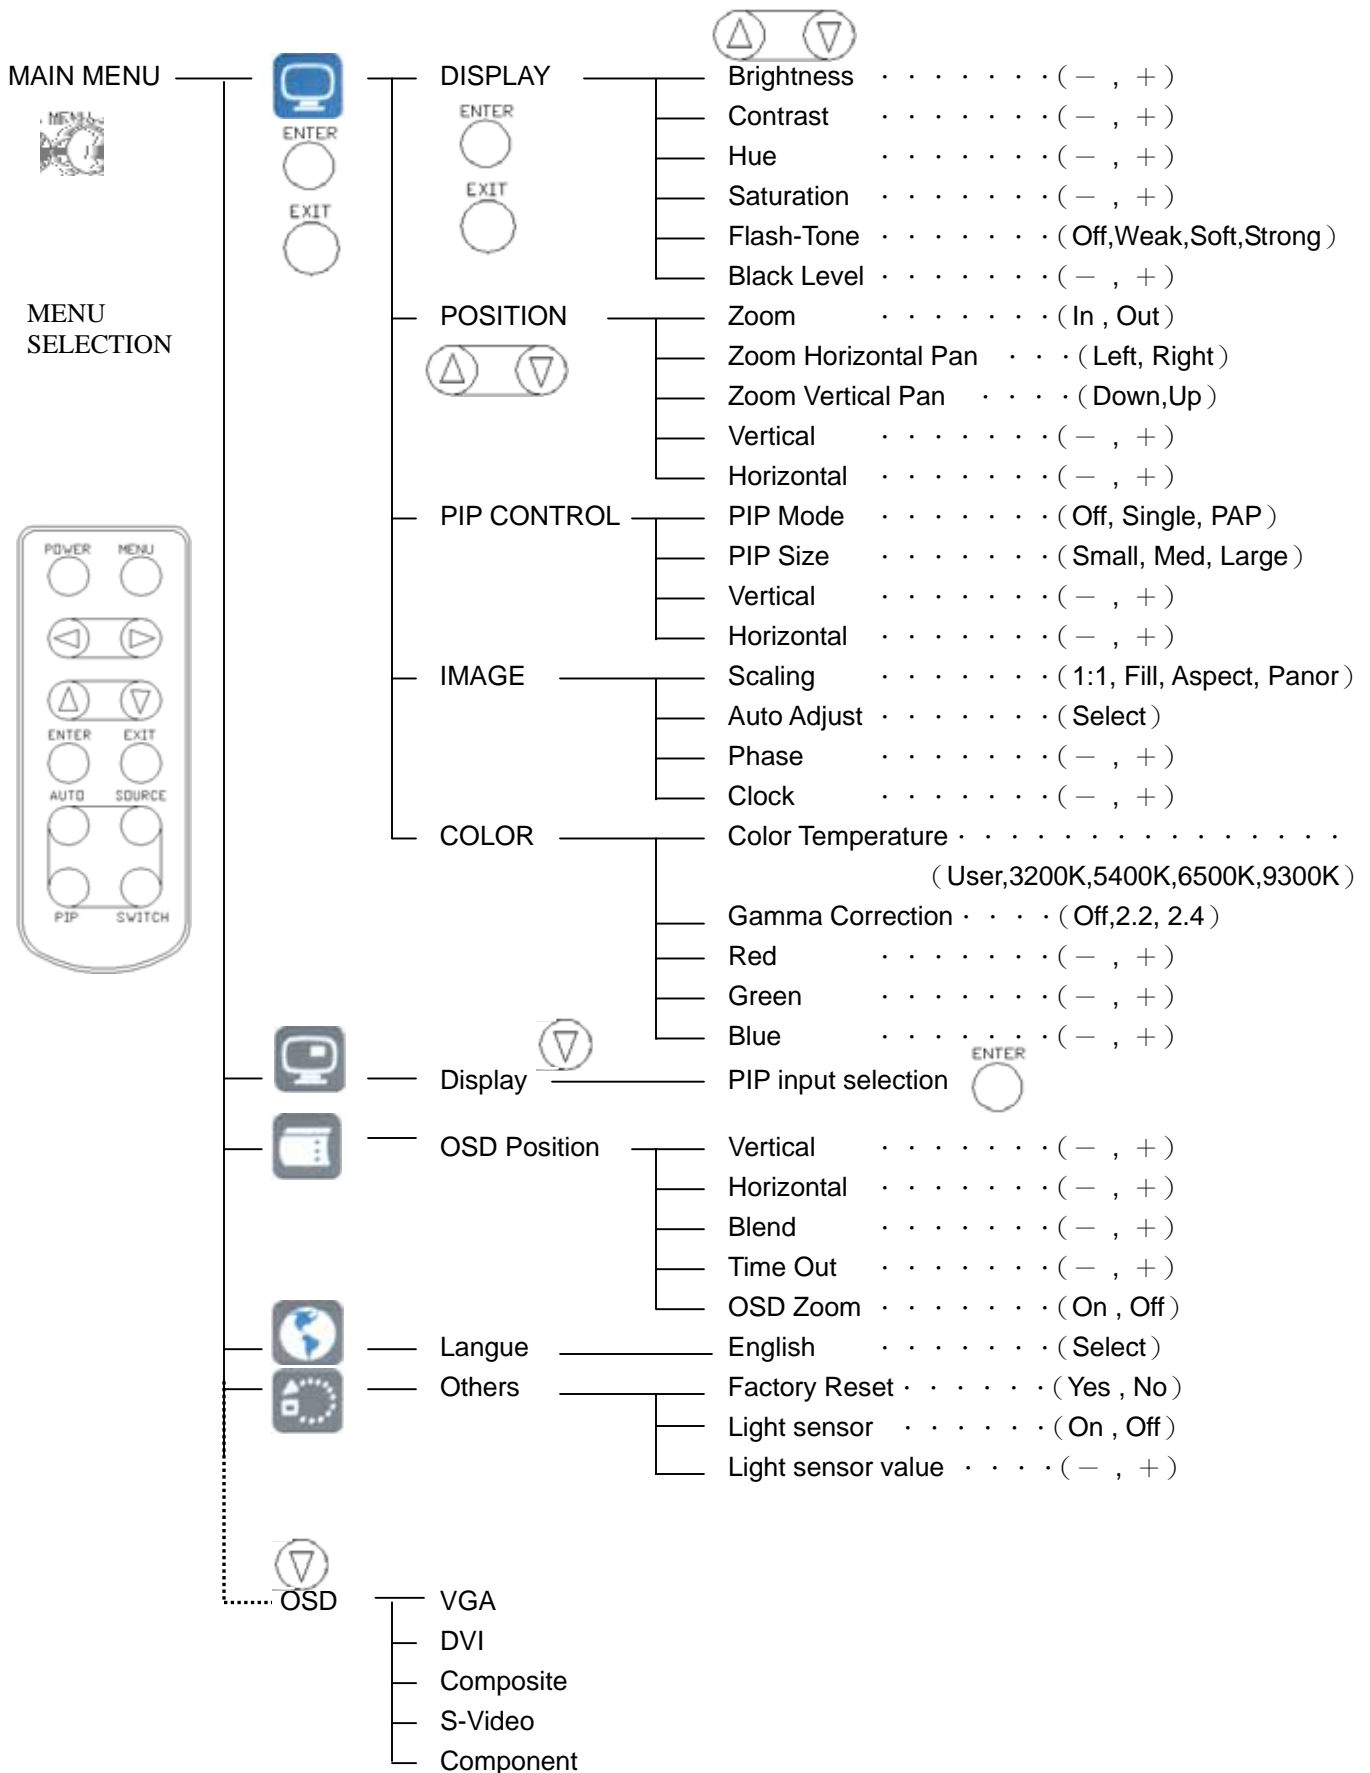 MAIN MENU DISPLAY Brightness ·······(－ , ＋)
MENU ENTER ENTER Contrast ·······(－ , ＋)
Hue ·······(－ , ＋)
EXIT EXIT Saturation ·······(－ , ＋)
Flash-Tone ·······(Off,Weak,Soft,Strong)
Black Level ·······(－ , ＋)
MENU POSITION Zoom ·······(In , Out)
SELECTION Zoom Horizontal Pan ···(Left, Right)
Zoom Vertical Pan ····(Down,Up)
Vertical ·······(－ , ＋)
Horizontal ·······(－ , ＋)
PIP CONTROL PIP Mode ·······(Off, Single, PAP)
POWER MENU PIP Size ·······(Small, Med, Large)
Vertical ·······(－ , ＋)
Horizontal ·······(－ , ＋)
IMAGE Scaling ·······(1:1, Fill, Aspect, Panor)
ENTER EXIT Auto Adjust ·······(Select)
Phase ·······(－ , ＋)
AUTO SOURCE Clock ·······(－ , ＋)
COLOR Color Temperature···············
(User,3200K,5400K,6500K,9300K)
PIP SWITCH Gamma Correction····(Off,2.2, 2.4)
Red ·······(－ , ＋)
Green ·······(－ , ＋)
Blue ·······(－ , ＋)
ENTER
Display PIP input selection
OSD Position Vertical ·······(－ , ＋)
Horizontal ·······(－ , ＋)
Blend ·······(－ , ＋)
Time Out ·······(－ , ＋)
OSD Zoom ·······(On , Off)
Langue English ·······(Select)
Others Factory Reset······(Yes , No)
Light sensor ······(On , Off)
Light sensor value ····(－ , ＋)
OSD VGA
DVI
Composite
S-Video
Component